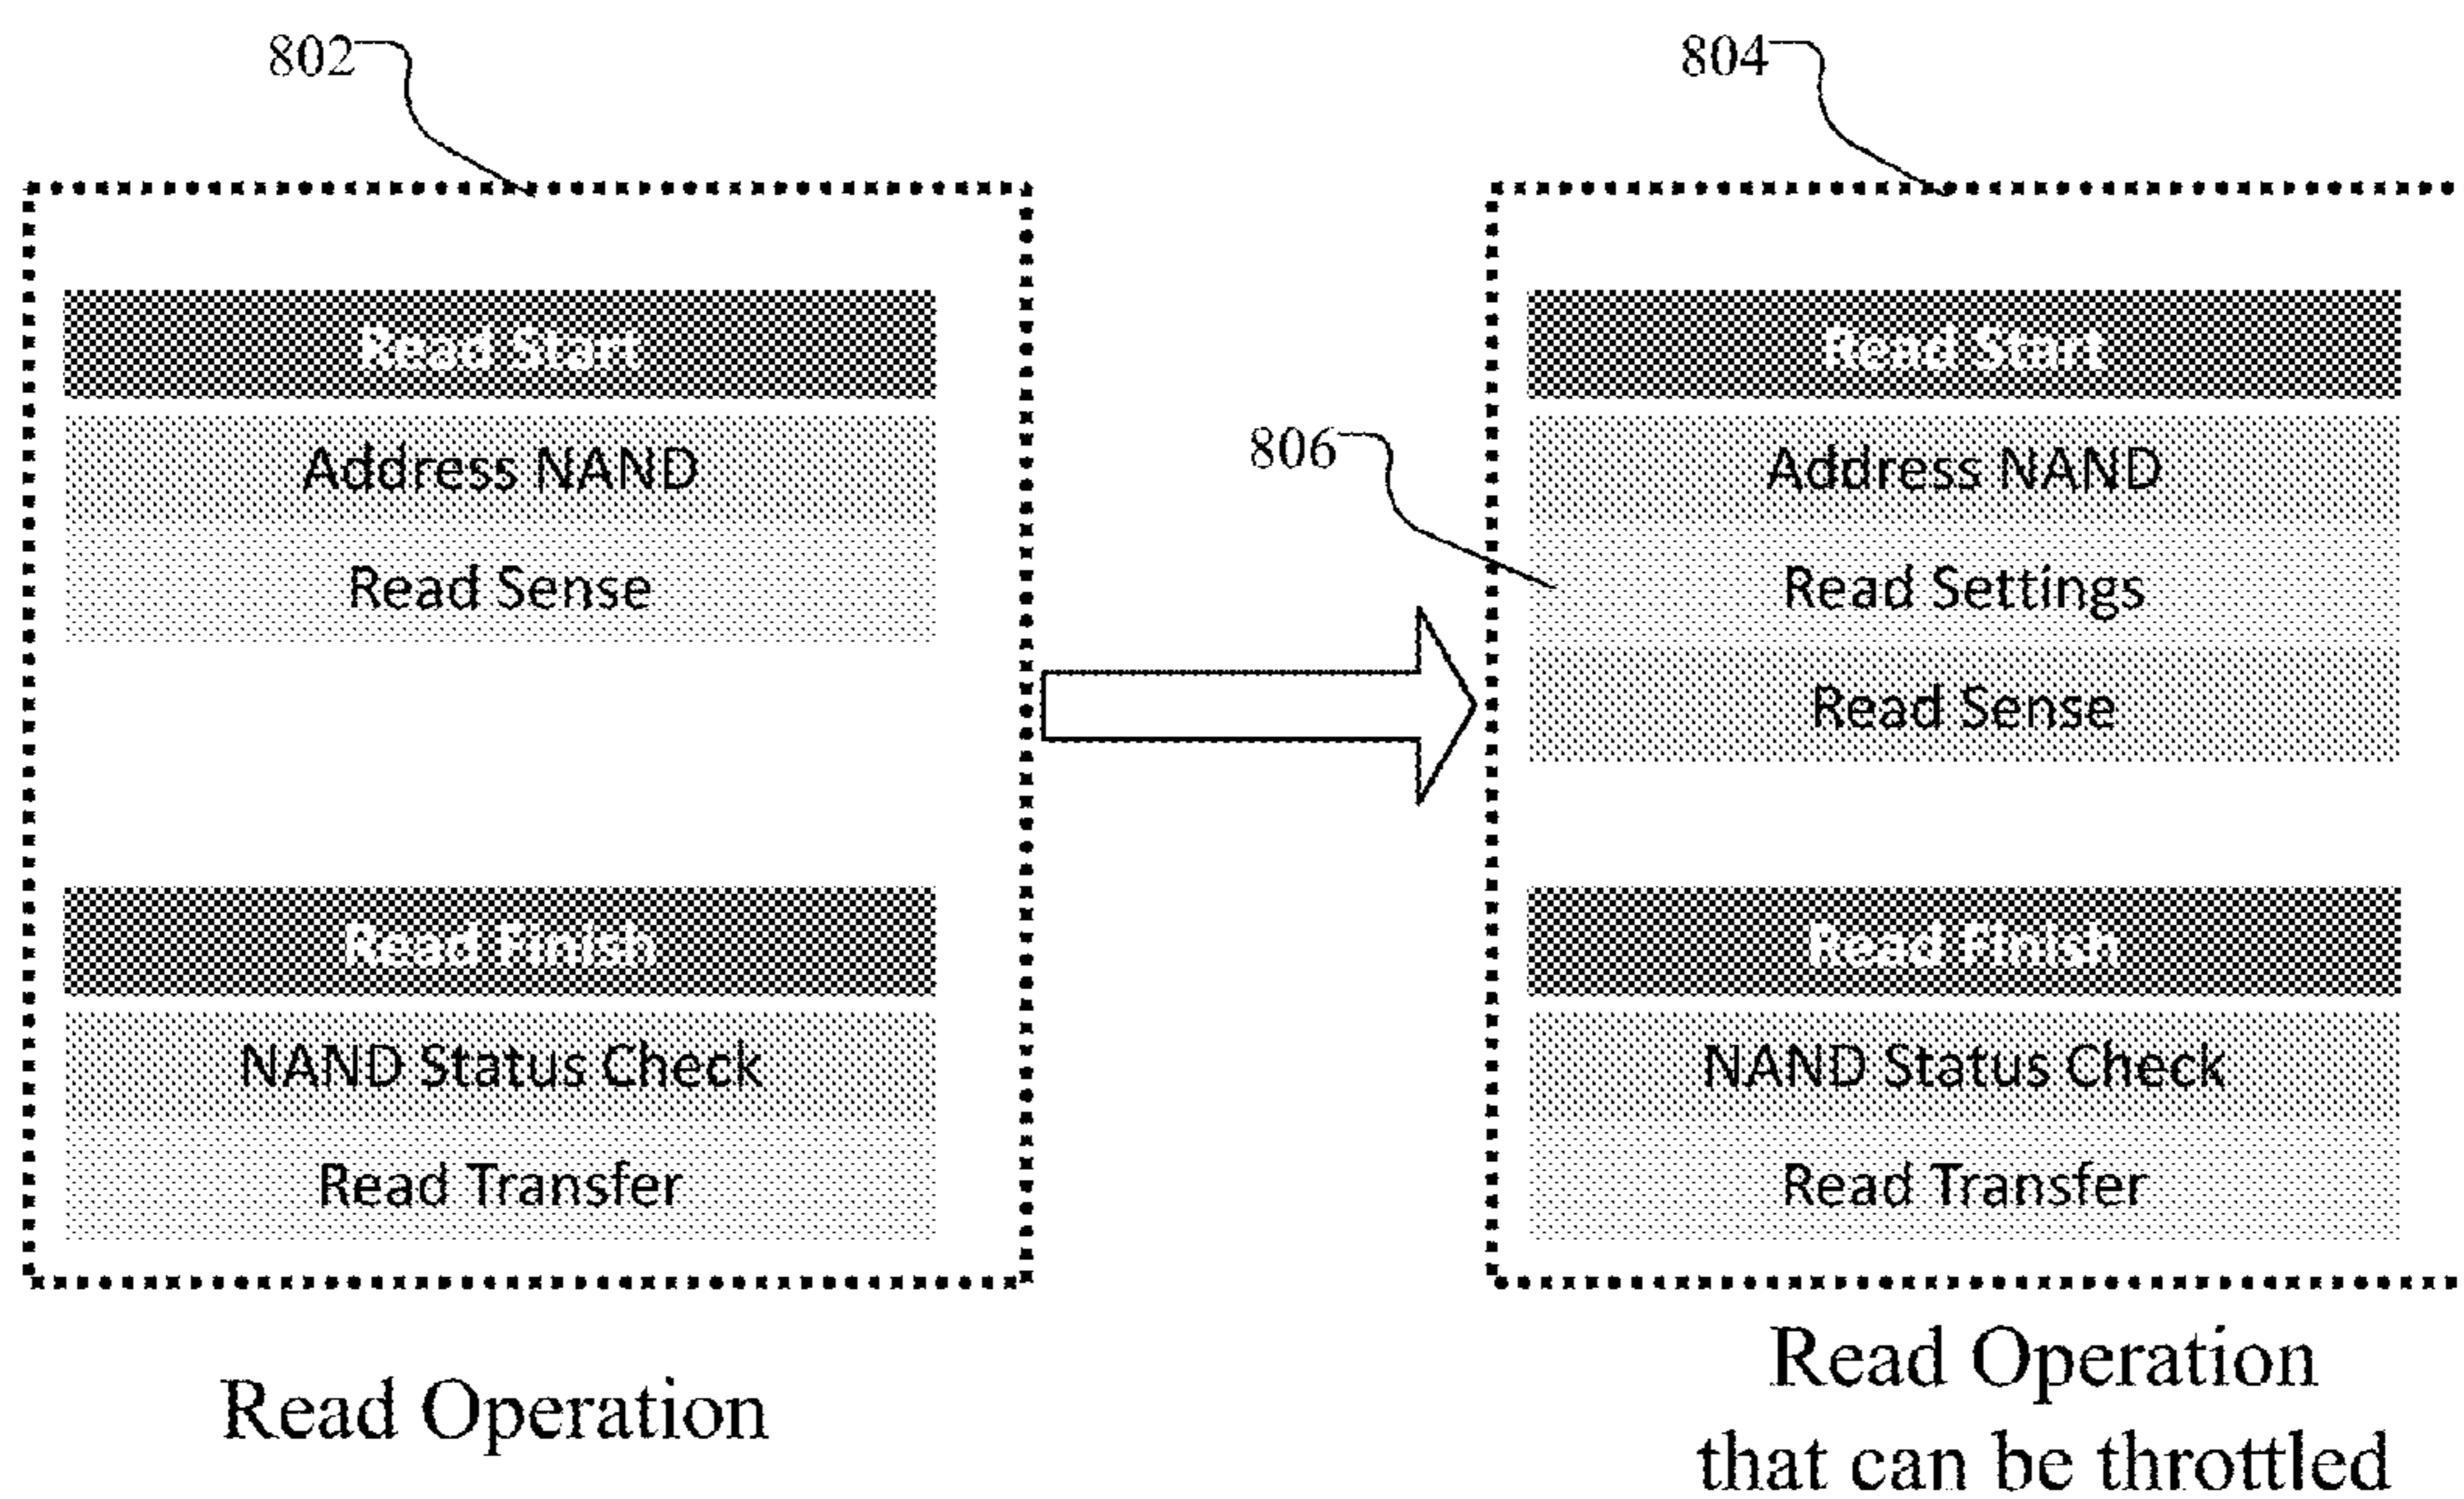 802
Read Start
Address NAND
Read Sense
Read Finish
NAND Status Check
Read Transfer
Read Operation
804
806
Read Start
Address NAND
Read Settings
Read Sense
Read Finish
NAND Status Check
Read Transfer
Read Operation
that can be throttled